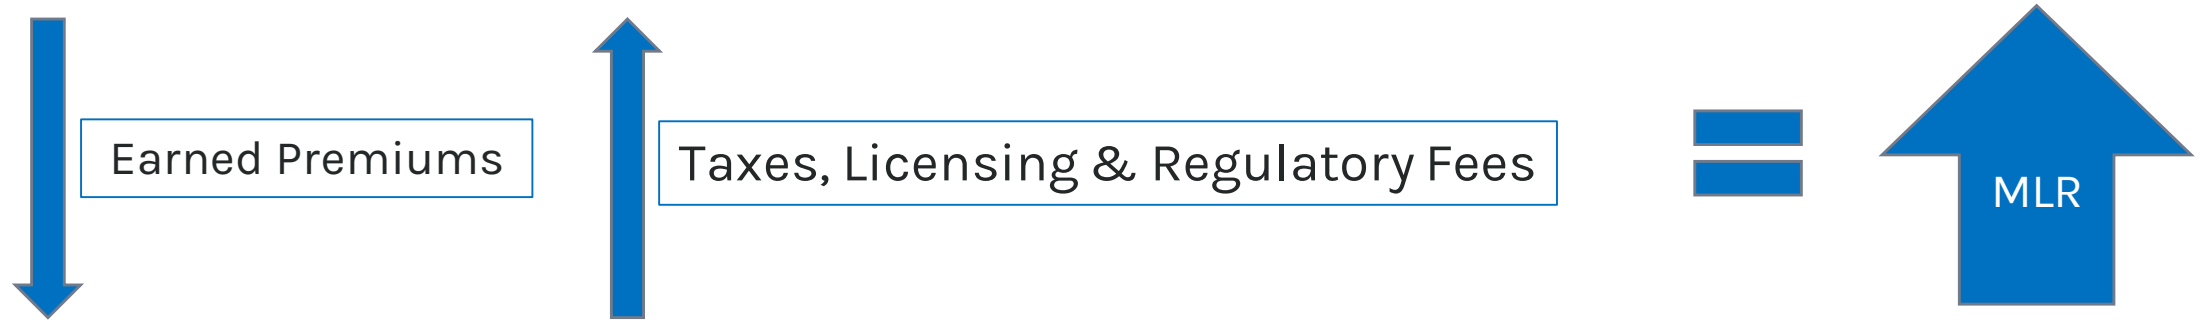 Earned Premiums
Taxes, Licensing & Regulatory Fees
MLR